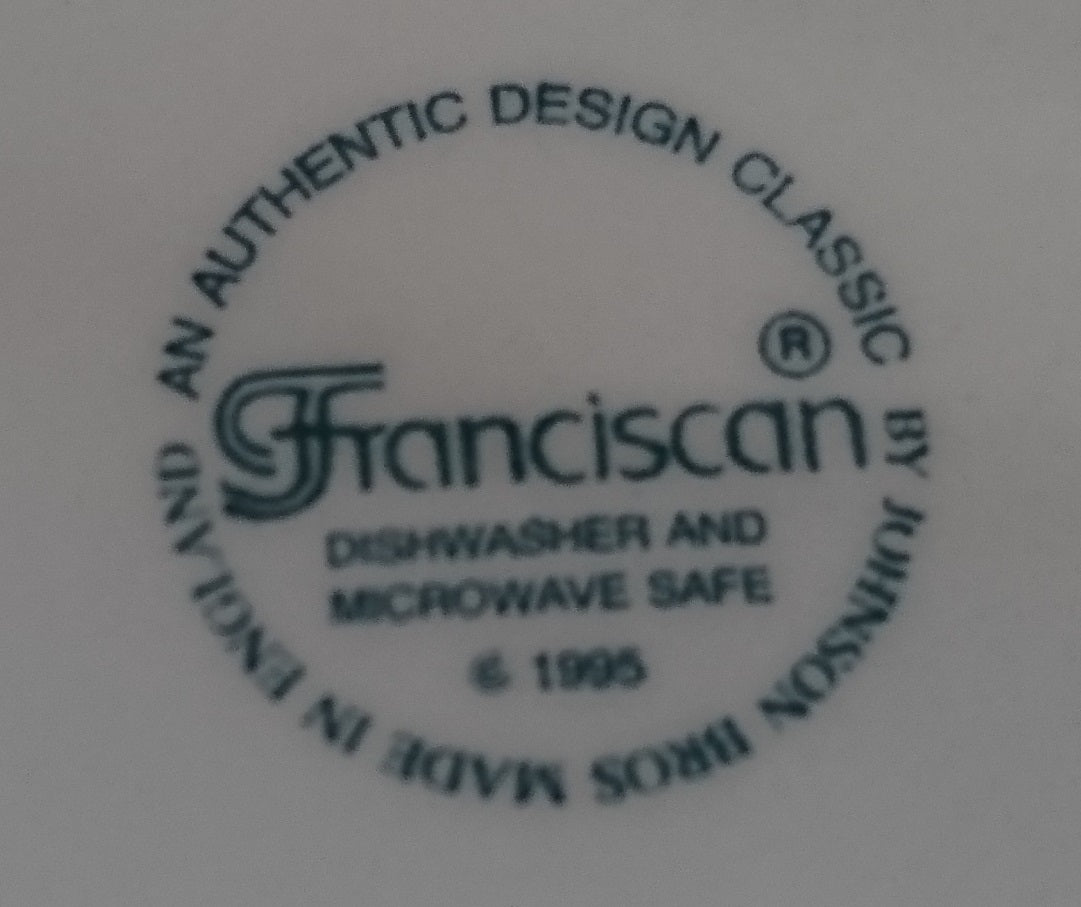 AN AUTHENTIC DESIGN CLASSIC BY JOHNSON BROS MADE IN ENGLAND
®
Franciscan
DISHWASHER AND
MICROWAVE SAFE
© 1995